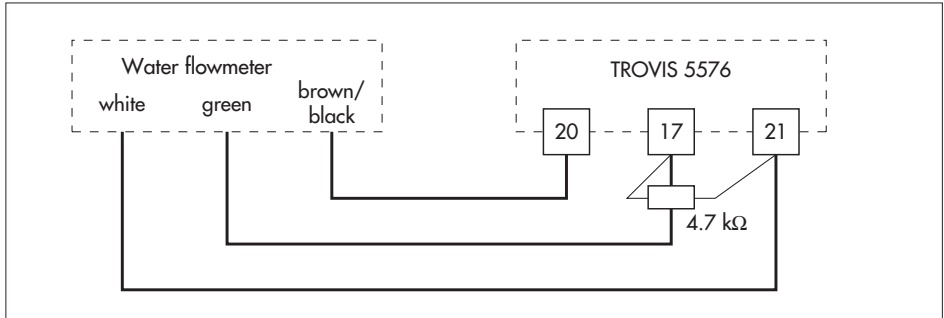 Water flowmeter
white green brown/
black
TROVIS 5576
20 17 21
4.7 kΩ